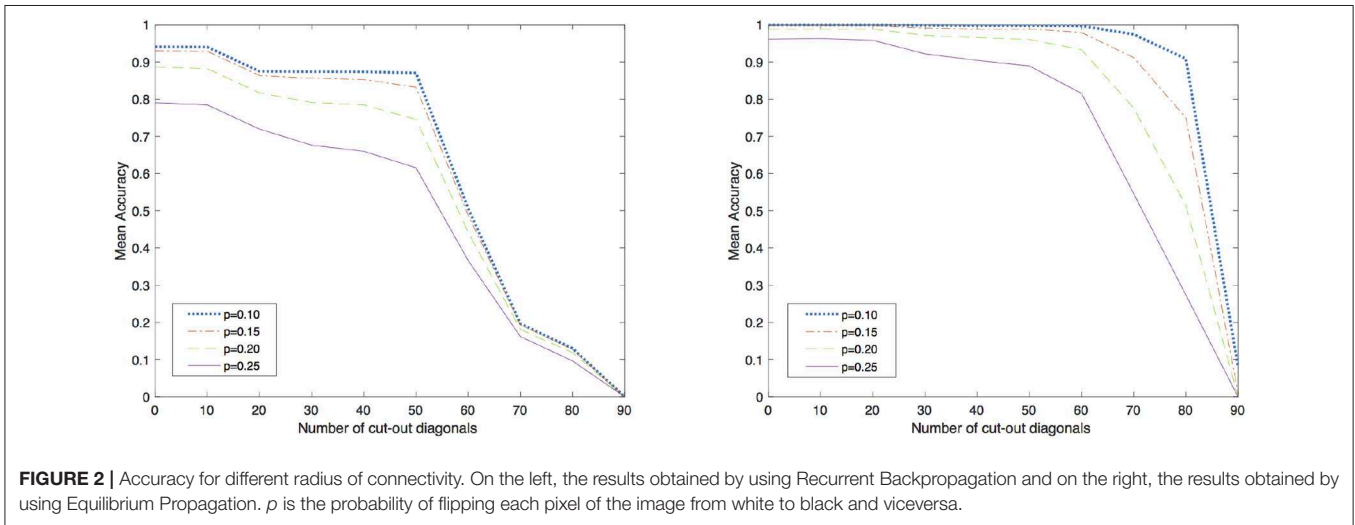 1
0.9
0.8
0.7
0.6
0.5
0.4
0.3
0.2
0.1
0
Mean Accuracy
p=0.10
p=0.15
p=0.20
p=0.25
0 10 20 30 40 50 60 70 80 90
Number of cut-out diagonals
1
0.9
0.8
0.7
0.6
0.5
0.4
0.3
0.2
0.1
0
Mean Accuracy
p=0.10
p=0.15
p=0.20
p=0.25
0 10 20 30 40 50 60 70 80 90
Number of cut-out diagonals
FIGURE 2 | Accuracy for different radius of connectivity. On the left, the results obtained by using Recurrent Backpropagation and on the right, the results obtained by
using Equilibrium Propagation. p is the probability of flipping each pixel of the image from white to black and viceversa.